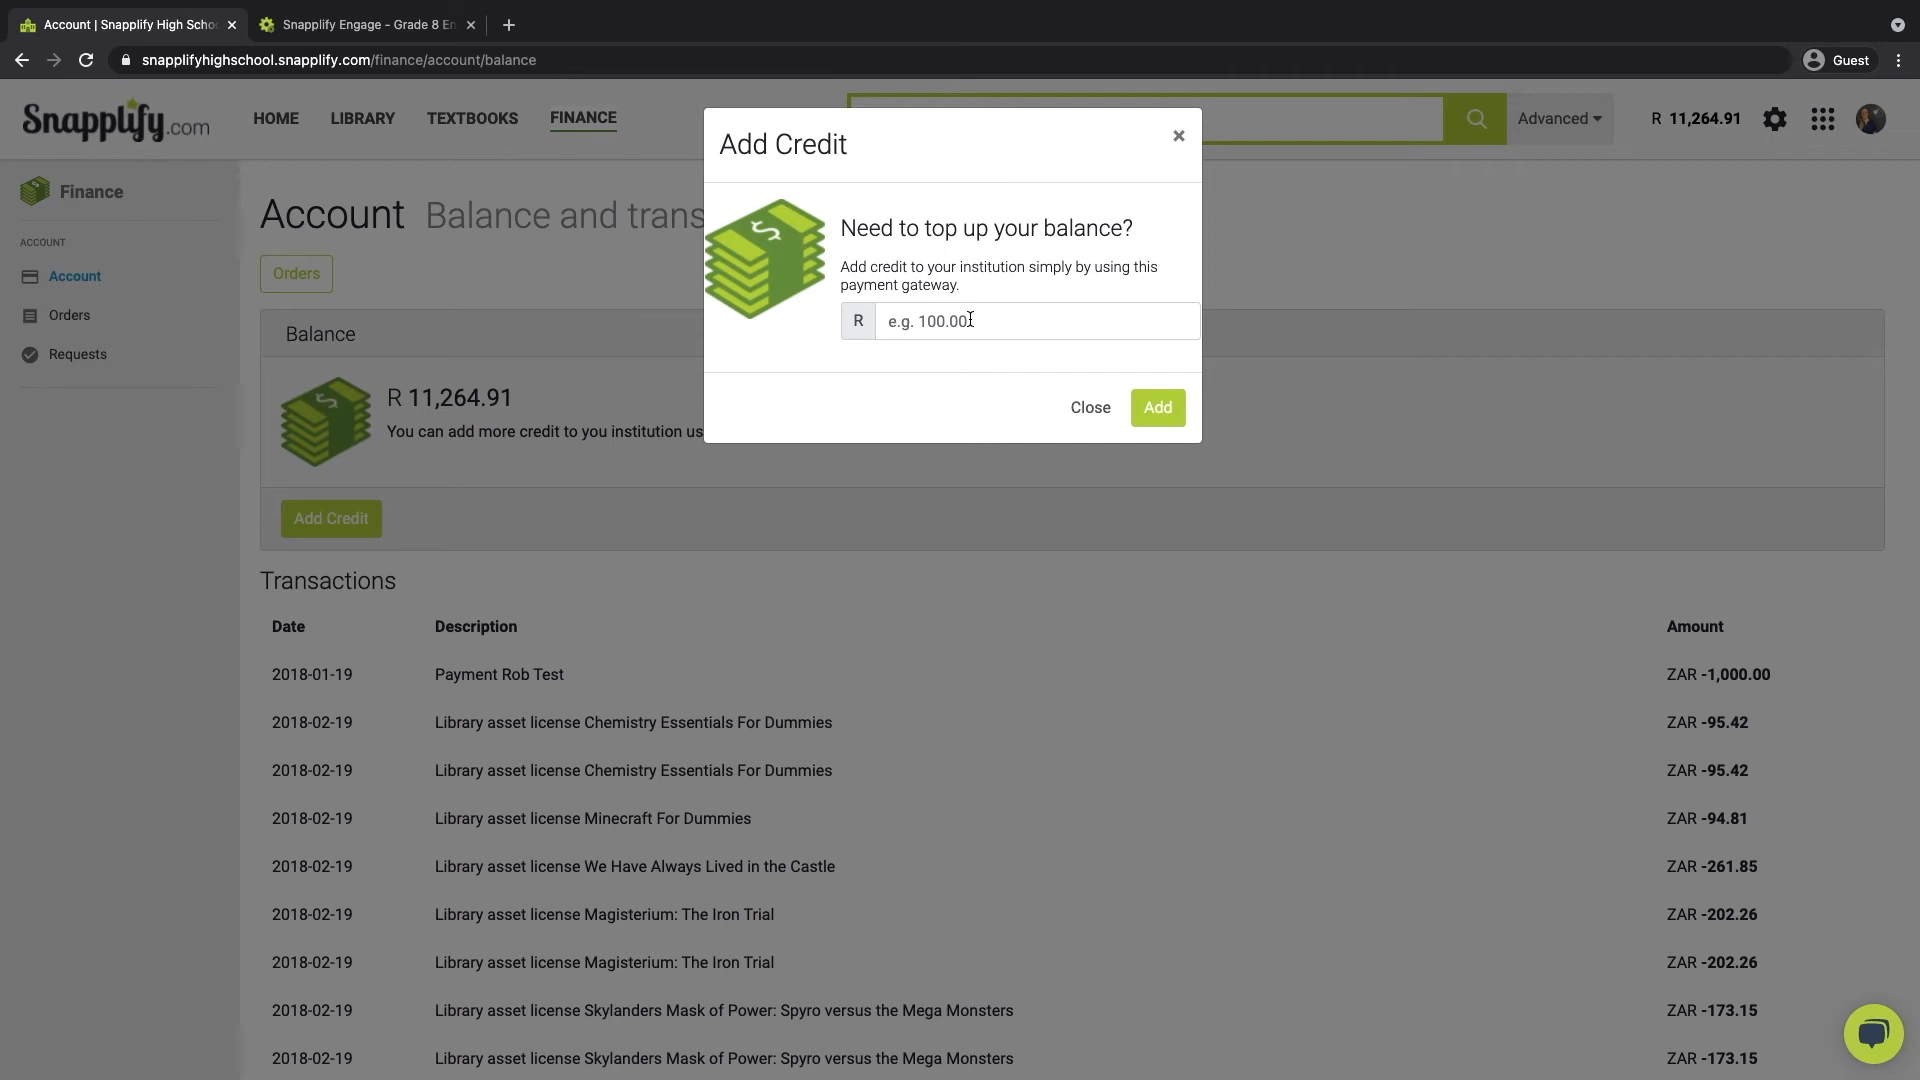 Account | Snapplify High Scho
Snapplify Engage - Grade 8 En
snapplifyhighschool.snapplify.com/finance/account/balance
Guest
Snapplify.com
HOME
LIBRARY
TEXTBOOKS
FINANCE
Advanced
R 11,264.91
Finance
ACCOUNT
Account
Orders
Requests
Account Balance and trans
Orders
Balance
R 11,264.91
You can add more credit to you institution us
Add Credit
Add Credit
Need to top up your balance?
Add credit to your institution simply by using this
payment gateway.
R e.g. 100.00
Close
Add
Transactions
Date Description Amount
2018-01-19 Payment Rob Test ZAR -1,000.00
2018-02-19 Library asset license Chemistry Essentials For Dummies ZAR -95.42
2018-02-19 Library asset license Chemistry Essentials For Dummies ZAR -95.42
2018-02-19 Library asset license Minecraft For Dummies ZAR -94.81
2018-02-19 Library asset license We Have Always Lived in the Castle ZAR -261.85
2018-02-19 Library asset license Magisterium: The Iron Trial ZAR -202.26
2018-02-19 Library asset license Magisterium: The Iron Trial ZAR -202.26
2018-02-19 Library asset license Skylanders Mask of Power: Spyro versus the Mega Monsters ZAR -173.15
2018-02-19 Library asset license Skylanders Mask of Power: Spyro versus the Mega Monsters ZAR -173.15